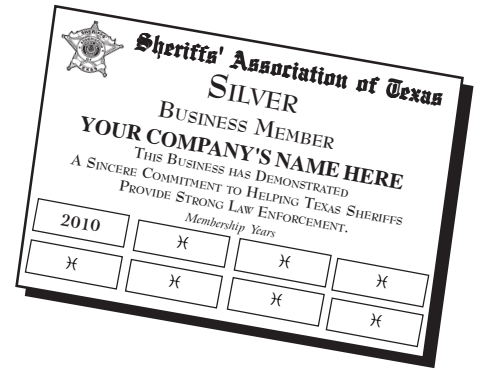 Sheriffs' Association of Texas
SILVER
BUSINESS MEMBER
YOUR COMPANY'S NAME HERE
THIS BUSINESS HAS DEMONSTRATED
A SINCERE COMMITMENT TO HELPING TEXAS SHERIFFS
PROVIDE STRONG LAW ENFORCEMENT.
Membership Years
2010 ♓ ♓ ♓
♓ ♓ ♓ ♓